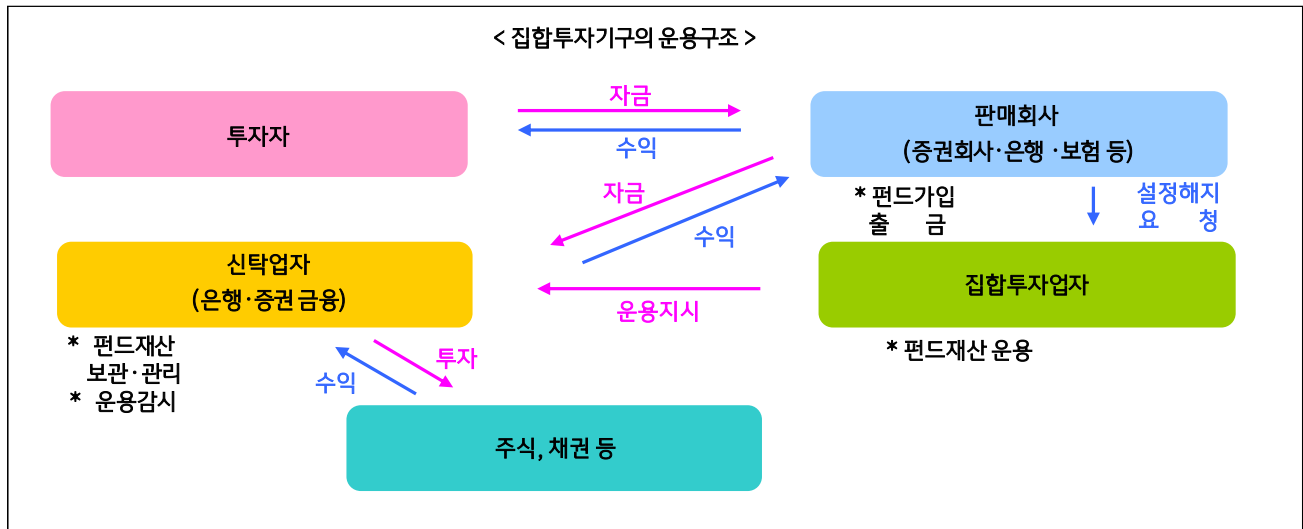 < 집합투자기구의 운용구조 >
자금
투자자
수익
판매회사
(증권회사·은행 ·보험 등)
자금
수익
* 펀드가입
출 금
설정해지
요 청
신탁업자
(은행·증권 금융)
운용지시
집합투자업자
* 펀드재산
보관·관리
* 운용감시
투자
수익
* 펀드재산 운용
주식, 채권 등